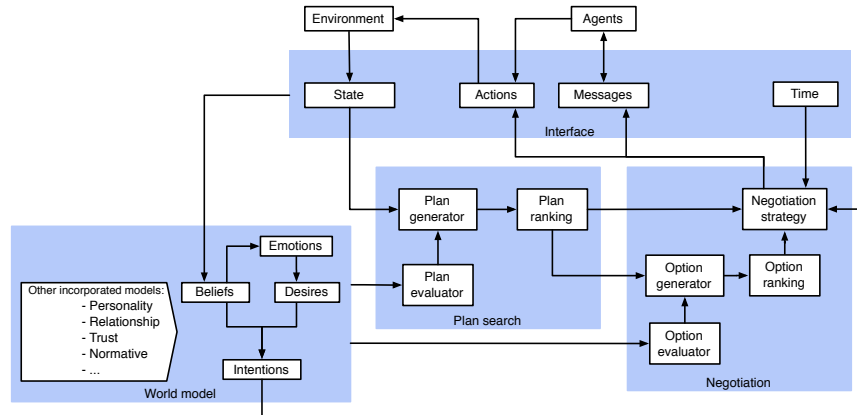 Environment
Agents
State
Actions
Messages
Time
Interface
Plan
generator
Plan
ranking
Negotiation
strategy
Emotions
Other incorporated models:
- Personality
- Relationship
- Trust
- Normative
- ...
Beliefs
Desires
Plan
evaluator
Option
generator
Option
ranking
Plan search
Option
evaluator
Intentions
World model
Negotiation